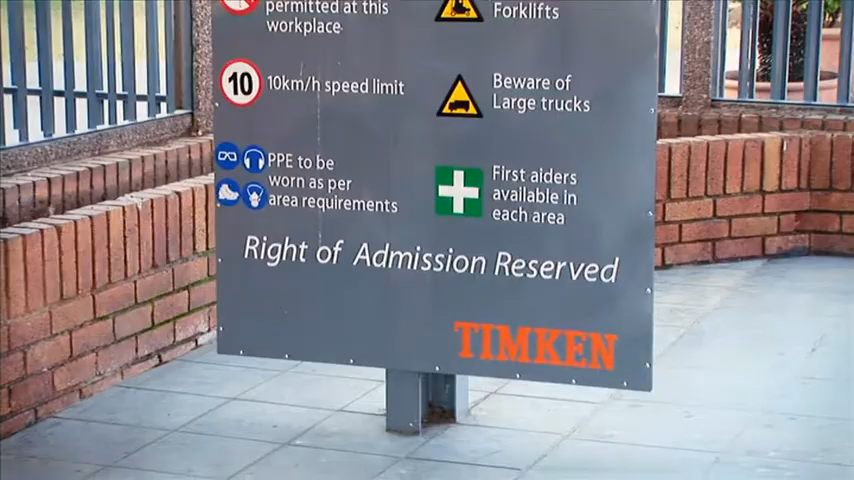 permitted at this
workplace
Forklifts
10
10km/h speed limit
Beware of
Large trucks
PPE to be
worn as per
area requirements
First aiders
available in
each area
Right of Admission Reserved
TIMKEN